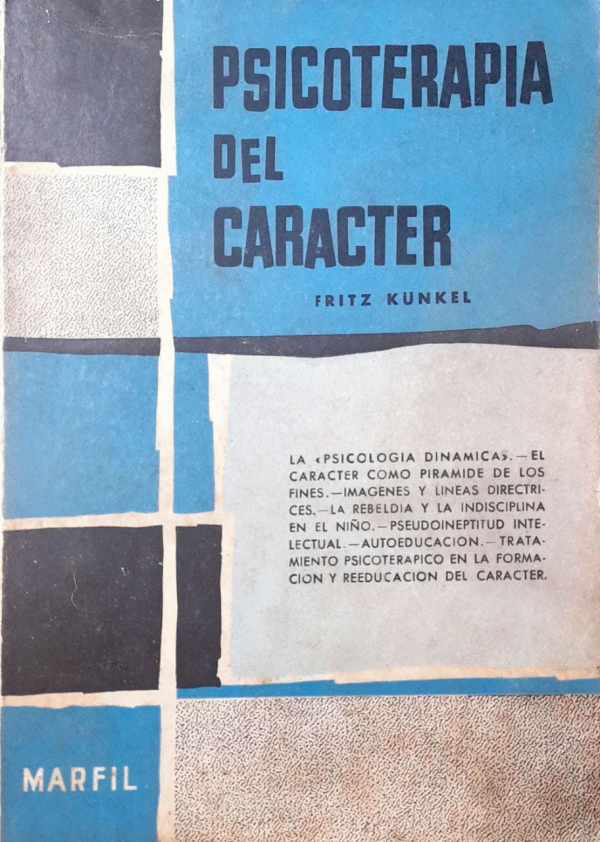 PSICOTERAPIA
DEL
CARACTER
FRITZ KÜNKEL
LA «PSICOLOGIA DINAMICA».—EL
CARACTER COMO PIRAMIDE DE LOS
FINES.—IMAGENES Y LINEAS DIRECTRI-
CES.—LA REBELDIA Y LA INDISCIPLINA
EN EL NIÑO.—PSEUDOINEPTITUD INTE-
LECTUAL.—AUTOEDUCACION.—TRATA-
MIENTO PSICOTERAPICO EN LA FORMA-
CION Y REEDUCACION DEL CARACTER.
MARFIL